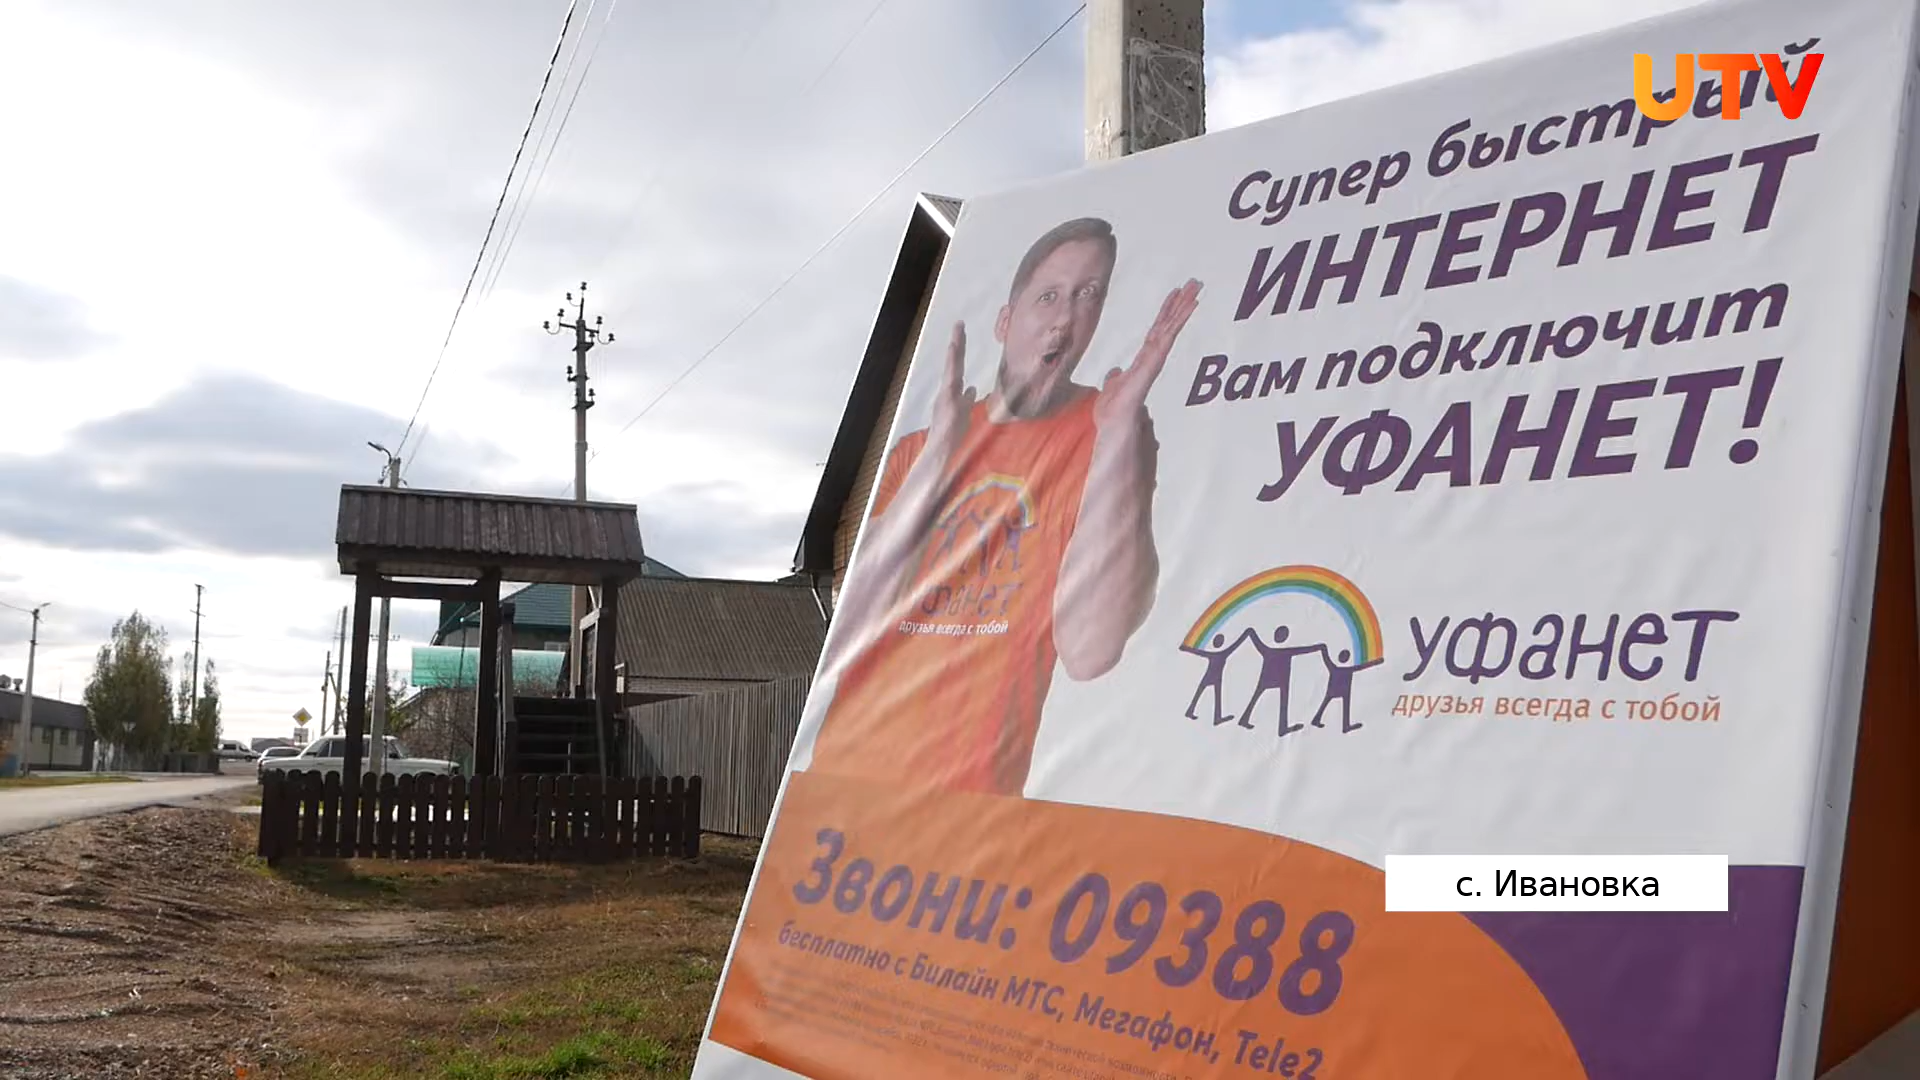 UTV
Супер быстрый
ИНТЕРНЕТ
Вам подключит
УФАНЕТ!
уфанет
друзья всегда с тобой
уфанет
друзья всегда с тобой
Звони: 09388
бесплатно с Билайн МТС, Мегафон, Tele2
с. Ивановка